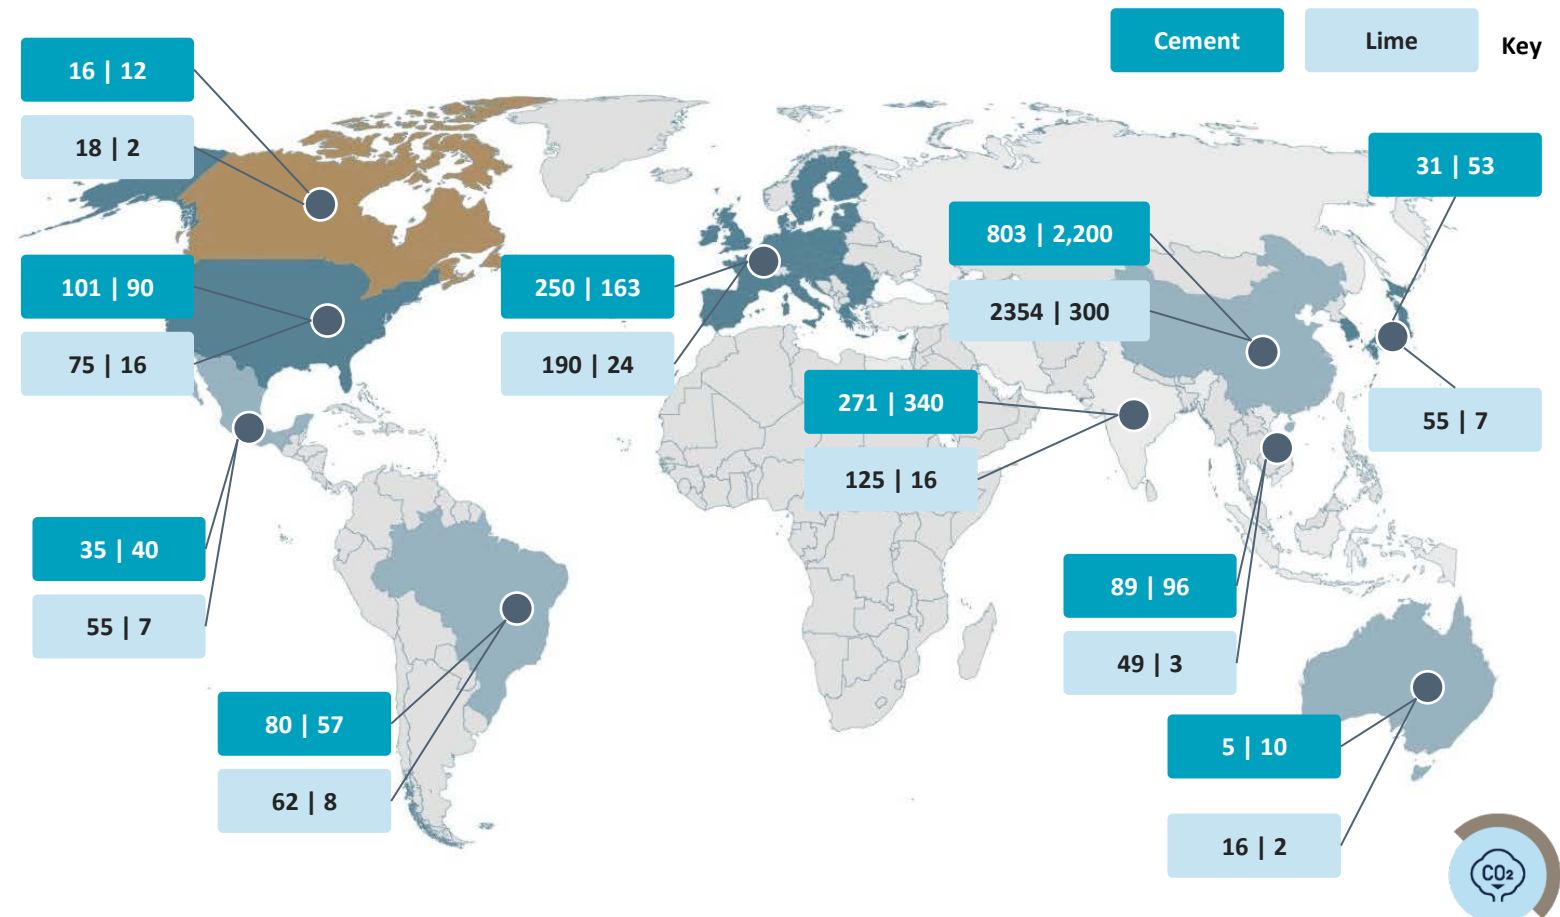 Cement
Lime
Key
16 | 12
18 | 2
31 | 53
803 | 2,200
2354 | 300
101 | 90
75 | 16
250 | 163
190 | 24
271 | 340
125 | 16
55 | 7
35 | 40
55 | 7
89 | 96
49 | 3
80 | 57
62 | 8
5 | 10
16 | 2
CO₂